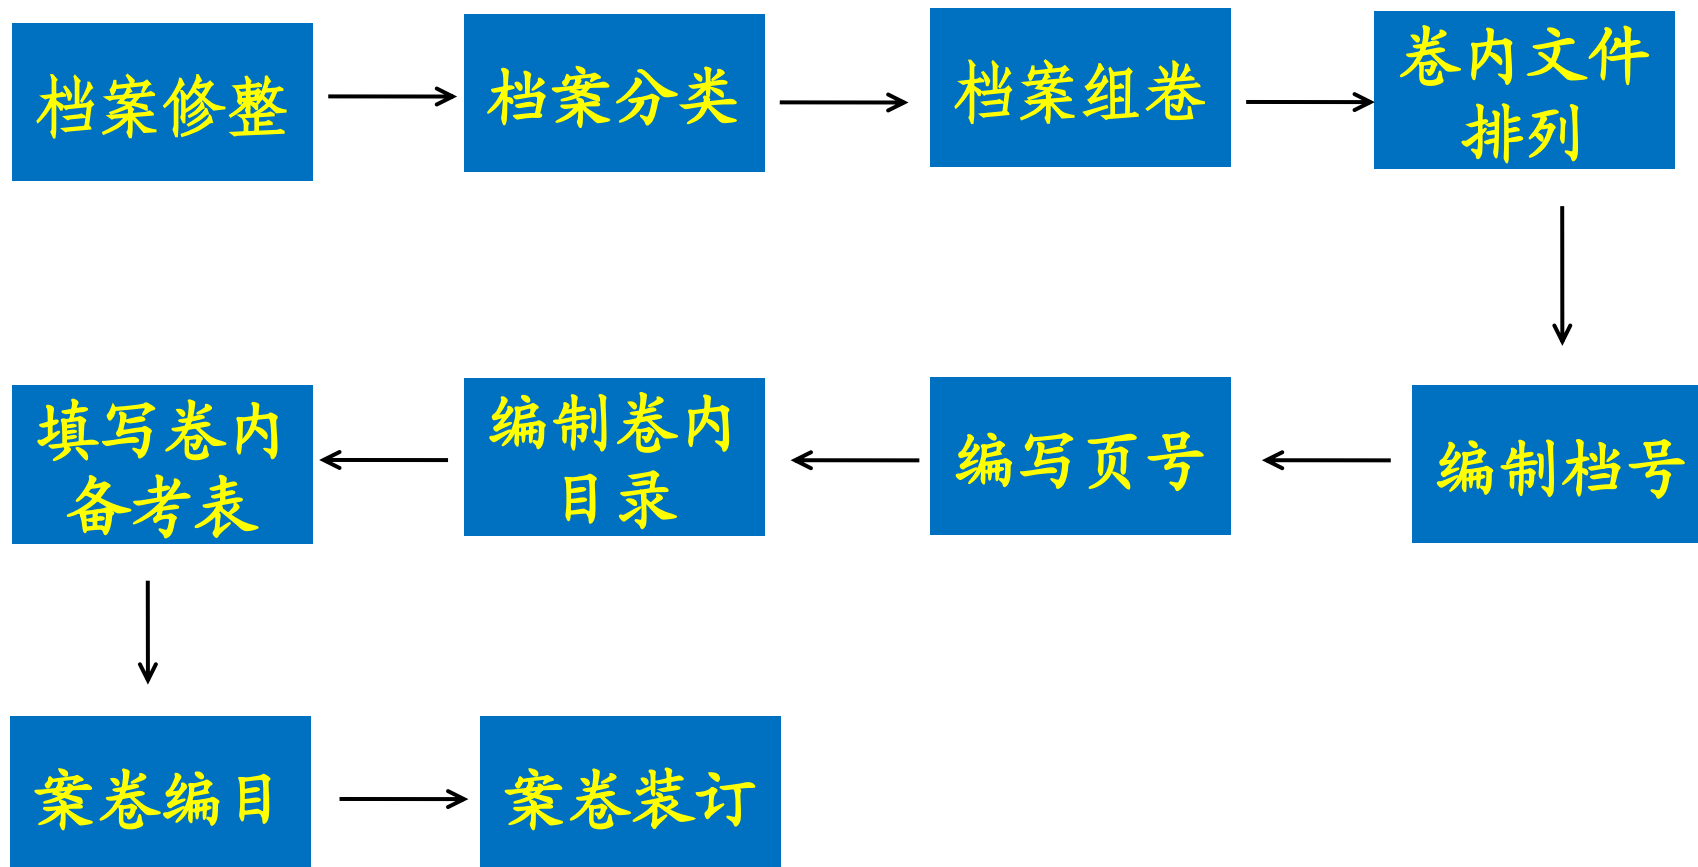 档案修整
档案分类
档案组卷
卷内文件
排列
编制档号
编写页号
编制卷内
目录
填写卷内
备考表
案卷编目
案卷装订